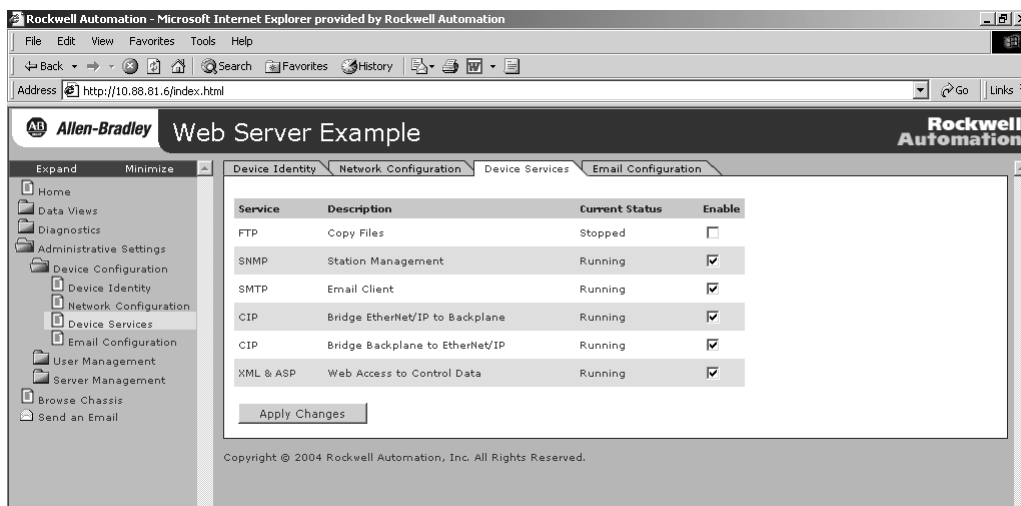 Rockwell Automation - Microsoft Internet Explorer provided by Rockwell Automation
File Edit View Favorites Tools Help
Back Search Favorites History
Address http://10.88.81.6/index.html Go Links
AB Allen-Bradley Web Server Example Rockwell Automation
Expand Minimize
Home
Data Views
Diagnostics
Administrative Settings
Device Configuration
Device Identity
Network Configuration
Device Services
Email Configuration
User Management
Server Management
Browse Chassis
Send an Email
Device Identity Network Configuration Device Services Email Configuration
Service Description Current Status Enable
FTP Copy Files Stopped
SNMP Station Management Running
SMTP Email Client Running
CIP Bridge EtherNet/IP to Backplane Running
CIP Bridge Backplane to EtherNet/IP Running
XML & ASP Web Access to Control Data Running
Apply Changes
Copyright © 2004 Rockwell Automation, Inc. All Rights Reserved.